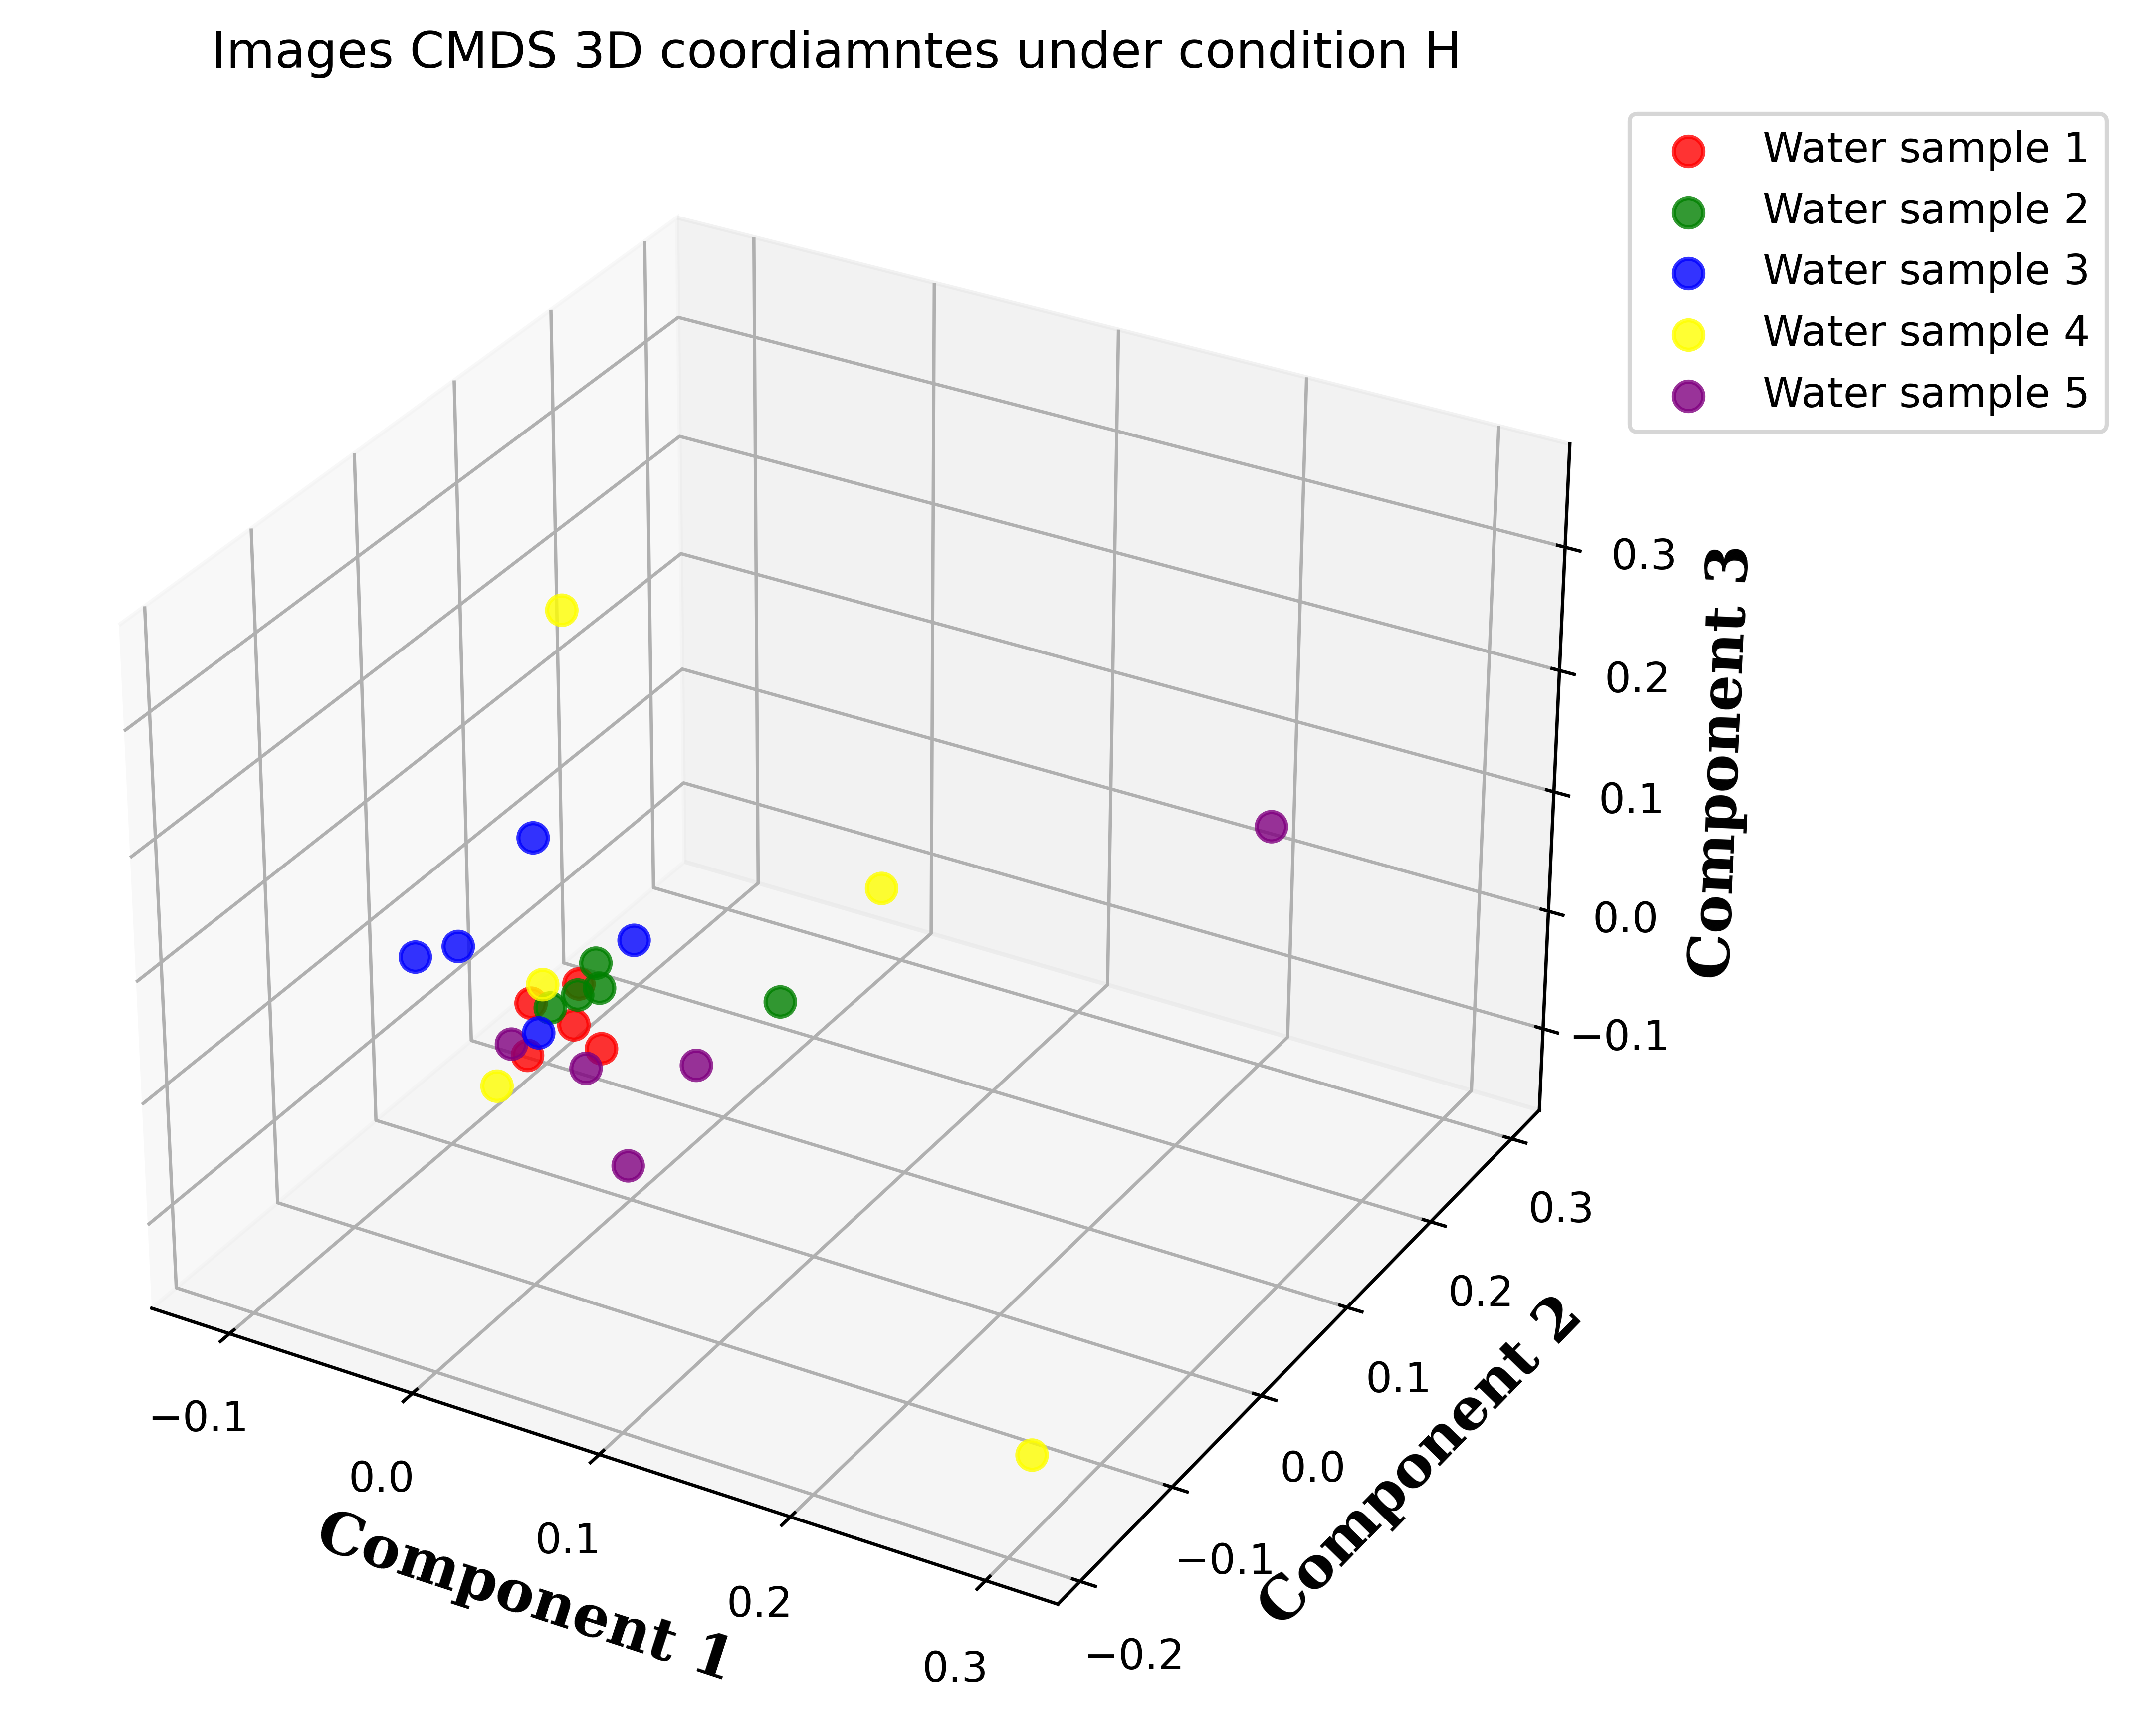 Images CMDS 3D coordiamntes under condition H
Water sample 1
Water sample 2
Water sample 3
Water sample 4
Water sample 5
0.3
0.2
0.1
0.0
−0.1
Component 3
0.3
0.2
0.1
0.0
−0.1
−0.2
Component 2
−0.1
0.0
0.1
0.2
0.3
Component 1